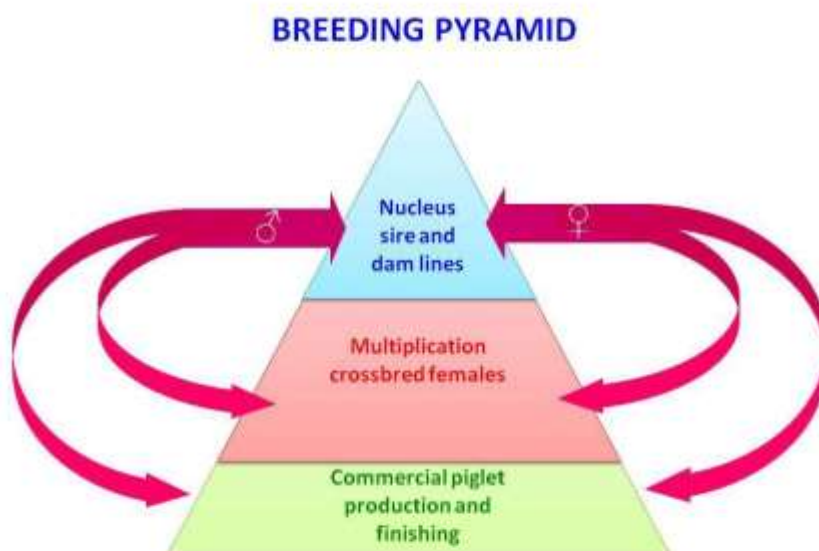 BREEDING PYRAMID
♂
♀
Nucleus
sire and
dam lines
Multiplication
crossbred females
Commercial piglet
production and
finishing